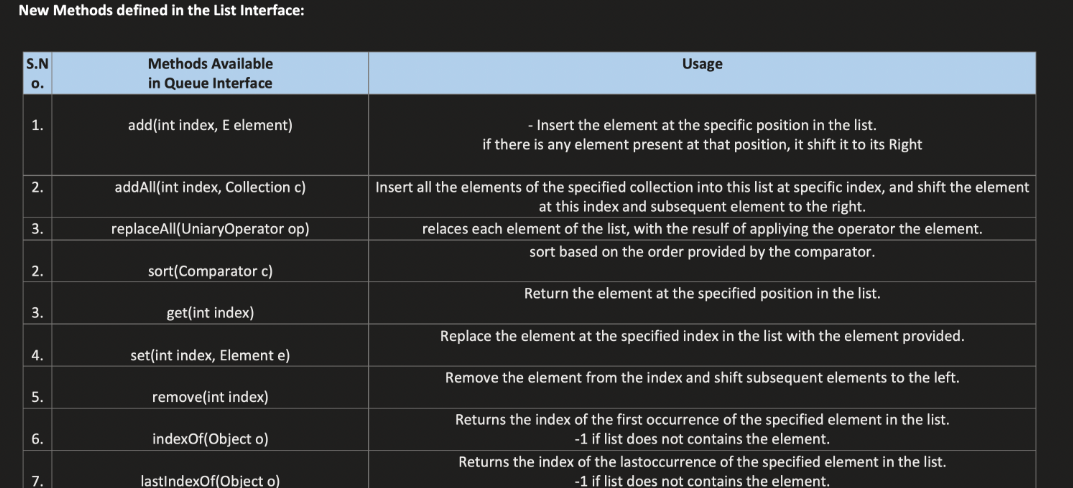 New Methods defined in the List Interface:
S.N
o.
Methods Available
in Queue Interface
Usage
1.
add(int index, E element)
- Insert the element at the specific position in the list.
if there is any element present at that position, it shift it to its Right
2.
addAll(int index, Collection c)
Insert all the elements of the specified collection into this list at specific index, and shift the element
at this index and subsequent element to the right.
3.
replaceAll(UniaryOperator op)
relaces each element of the list, with the resulf of appliying the operator the element.
2.
sort(Comparator c)
sort based on the order provided by the comparator.
3.
get(int index)
Return the element at the specified position in the list.
4.
set(int index, Element e)
Replace the element at the specified index in the list with the element provided.
5.
remove(int index)
Remove the element from the index and shift subsequent elements to the left.
6.
indexOf(Object o)
Returns the index of the first occurrence of the specified element in the list.
-1 if list does not contains the element.
7.
lastIndexOf(Object o)
Returns the index of the lastoccurrence of the specified element in the list.
-1 if list does not contains the element.